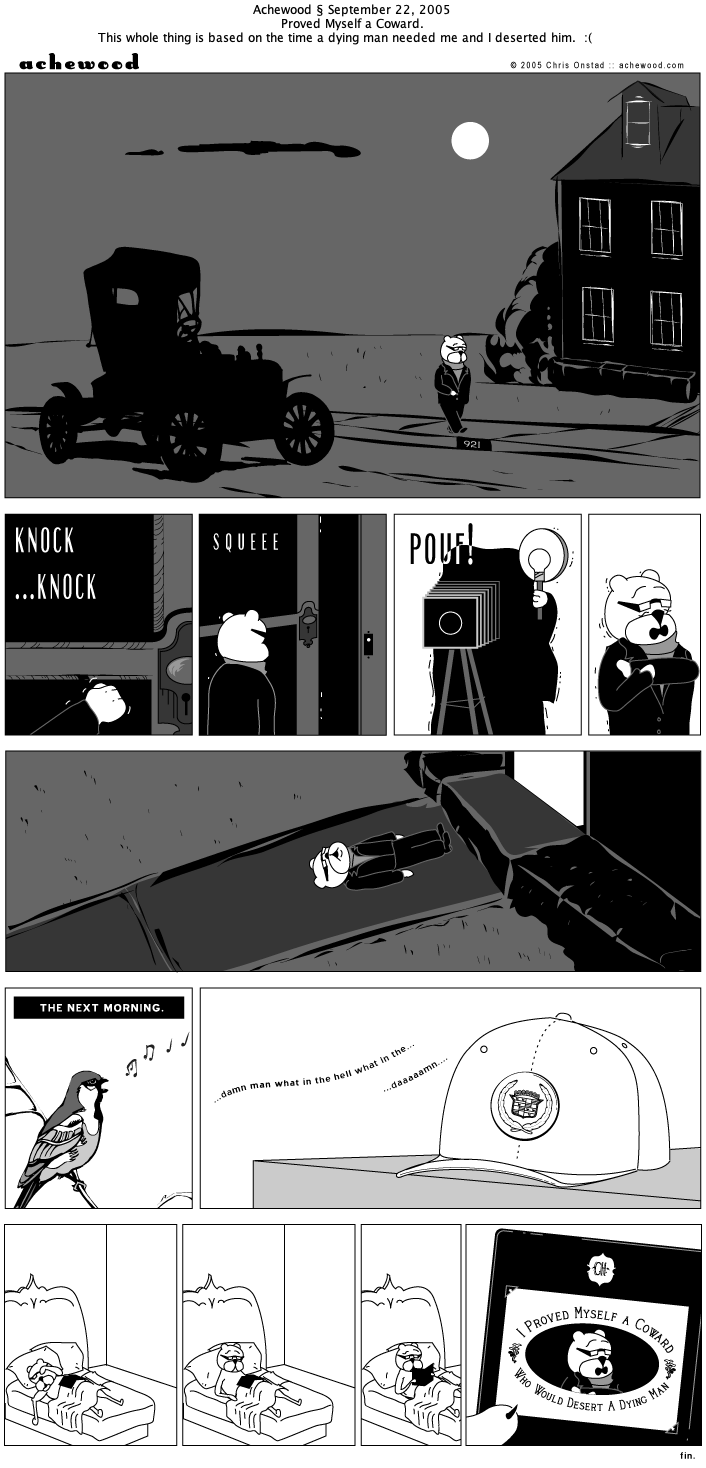 Achewood § September 22, 2005
Proved Myself a Coward.
This whole thing is based on the time a dying man needed me and I deserted him. :(
achewood
© 2005 Chris Onstad :: achewood.com
921
KNOCK
...KNOCK
SQUEEE
POUF!
THE NEXT MORNING.
...damn man what in the hell what in the...
...daaaaamn....
CH
I PROVED MYSELF A COWARD
WHO WOULD DESERT A DYING MAN
fin.